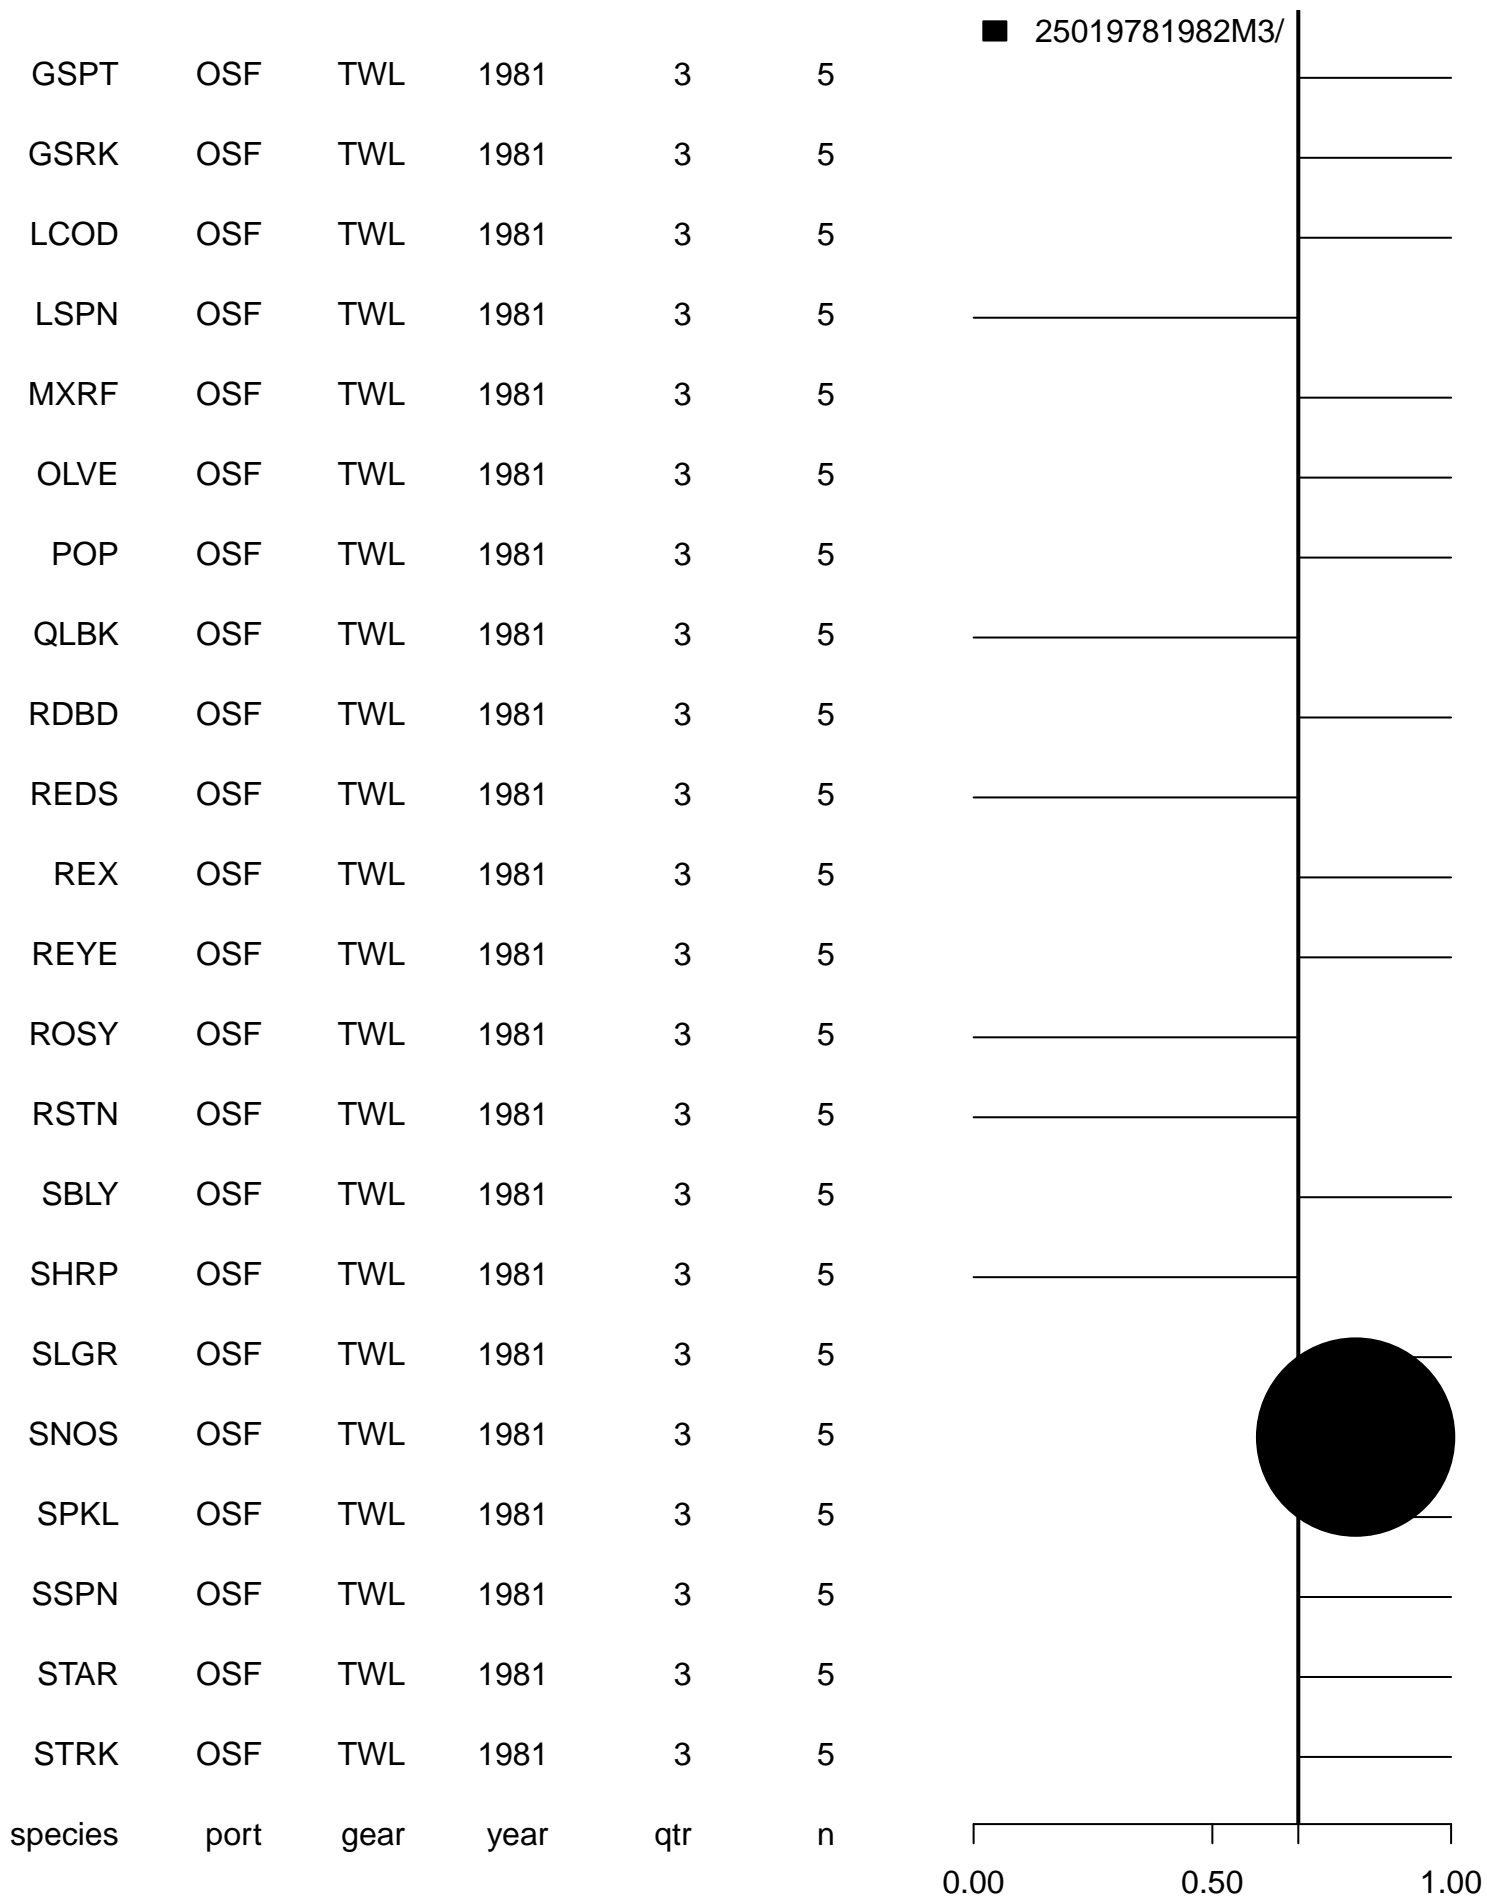 25019781982M3/
GSPT OSF TWL 1981 3 5
GSRK OSF TWL 1981 3 5
LCOD OSF TWL 1981 3 5
LSPN OSF TWL 1981 3 5
MXRF OSF TWL 1981 3 5
OLVE OSF TWL 1981 3 5
POP OSF TWL 1981 3 5
QLBK OSF TWL 1981 3 5
RDBD OSF TWL 1981 3 5
REDS OSF TWL 1981 3 5
REX OSF TWL 1981 3 5
REYE OSF TWL 1981 3 5
ROSY OSF TWL 1981 3 5
RSTN OSF TWL 1981 3 5
SBLY OSF TWL 1981 3 5
SHRP OSF TWL 1981 3 5
SLGR OSF TWL 1981 3 5
SNOS OSF TWL 1981 3 5
SPKL OSF TWL 1981 3 5
SSPN OSF TWL 1981 3 5
STAR OSF TWL 1981 3 5
STRK OSF TWL 1981 3 5
species port gear year qtr n
0.00 0.50 1.00